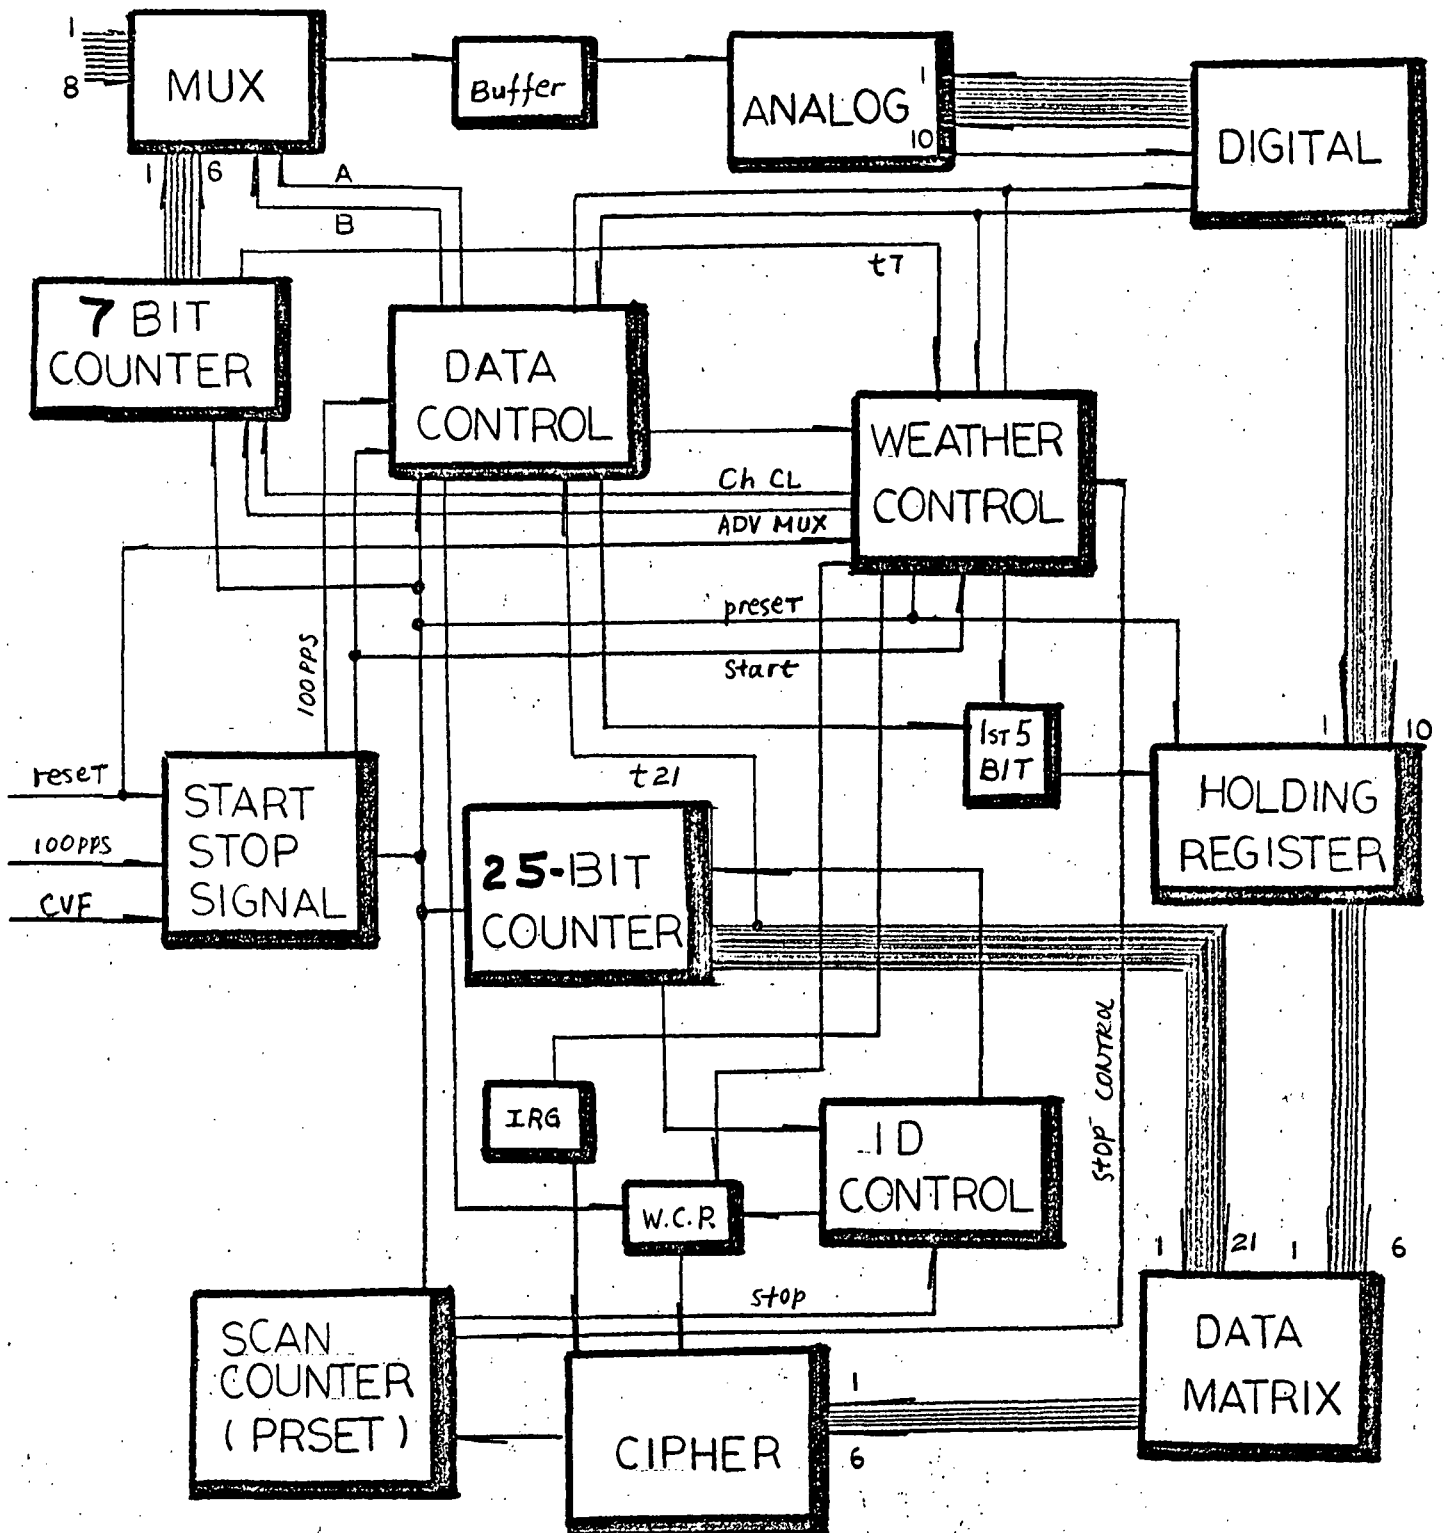 1
8
MUX
Buffer
ANALOG
1
10
DIGITAL
1
6
A
B
t7
7 BIT
COUNTER
DATA
CONTROL
WEATHER
CONTROL
Ch CL
ADV MUX
preset
start
100PPS
1ST 5
BIT
1
10
HOLDING
REGISTER
reset
100PPS
CVF
START
STOP
SIGNAL
t21
25-BIT
COUNTER
STOP CONTROL
IRG
W.C.P.
ID
CONTROL
stop
1
21
1
6
SCAN
COUNTER
(PRSET)
CIPHER
1
6
DATA
MATRIX